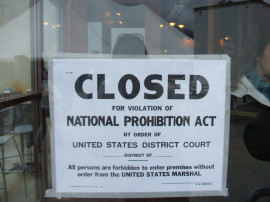 CLOSED
FOR VIOLATION OF
NATIONAL PROHIBITION ACT
BY ORDER OF
UNITED STATES DISTRICT COURT
DISTRICT OF
All persons are forbidden to enter premises without
order from the UNITED STATES MARSHAL